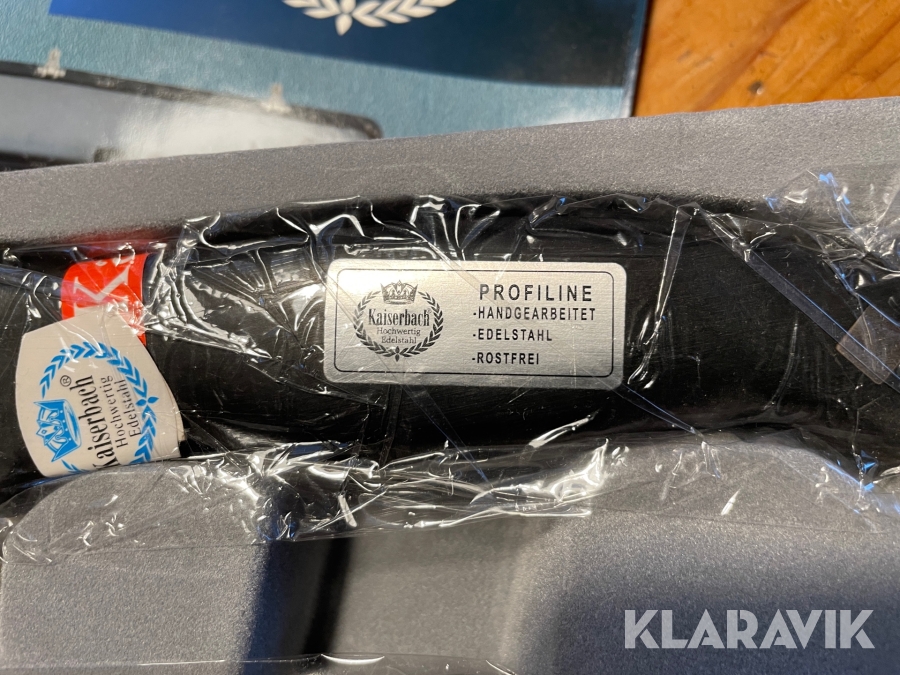 K
Kaiserbach
Hochwertig
Edelstahl
PROFILINE
-HANDGEARBEITET
-EDELSTAHL
-ROSTFREI
Kaiserbach®
Hochwertig
Edelstahl
KLARAVIK